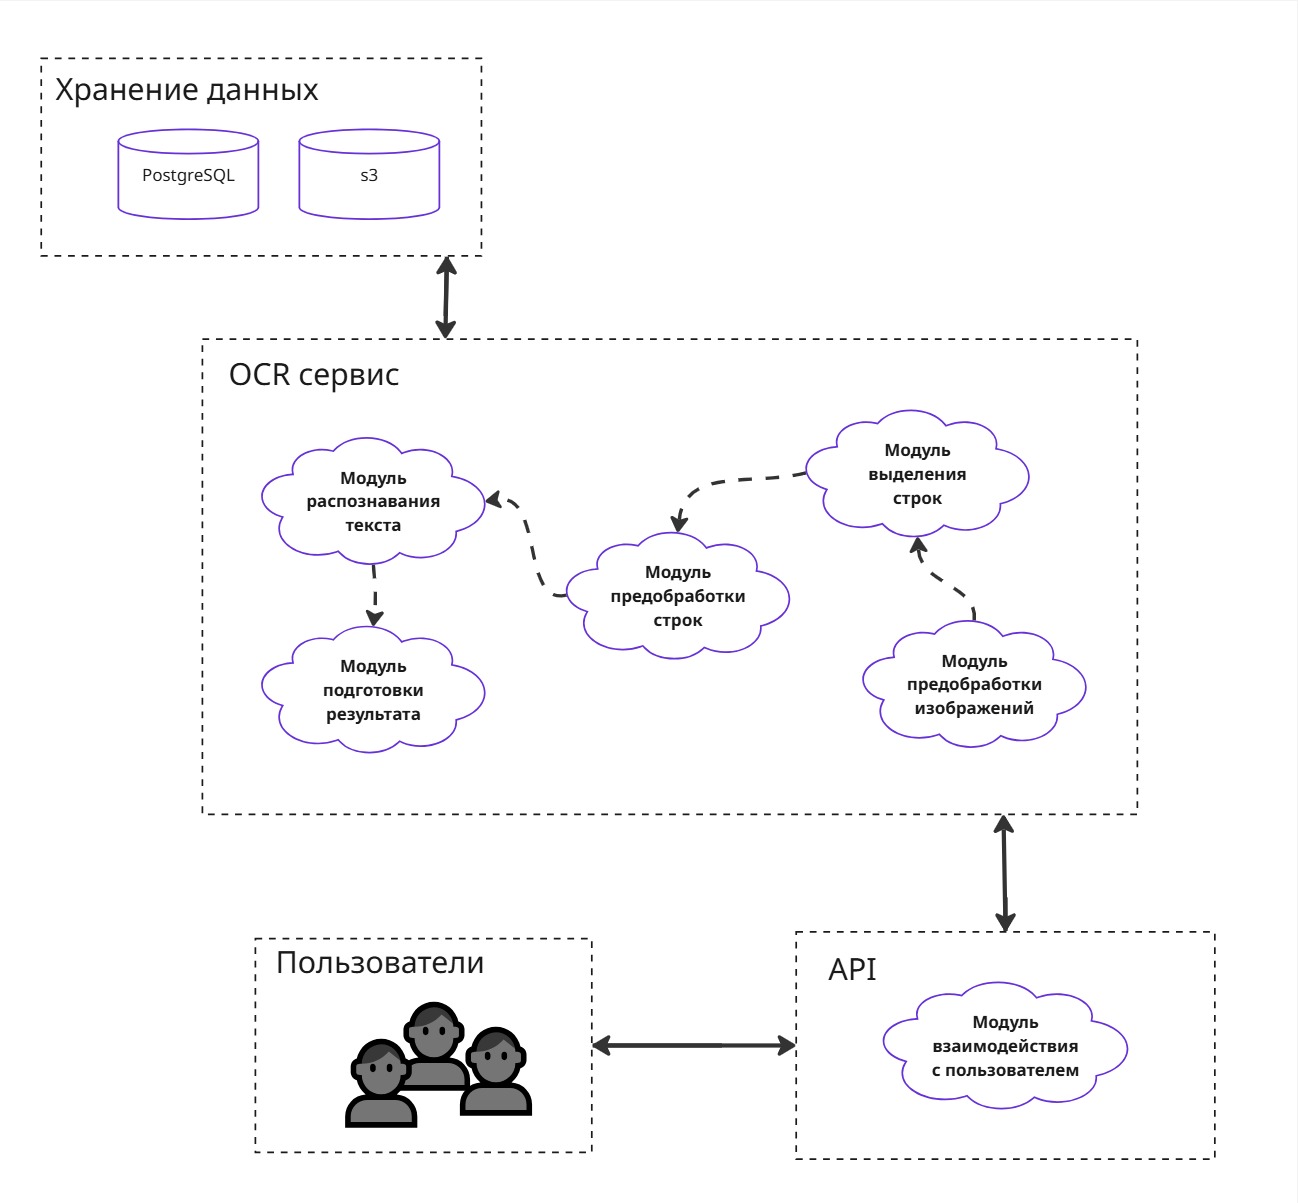 Хранение данных
PostgreSQL
s3
OCR сервис
Модуль
распознавания
текста
Модуль
предобработки
строк
Модуль
выделения
строк
Модуль
подготовки
результата
Модуль
предобработки
изображений
Пользователи
API
Модуль
взаимодействия
с пользователем